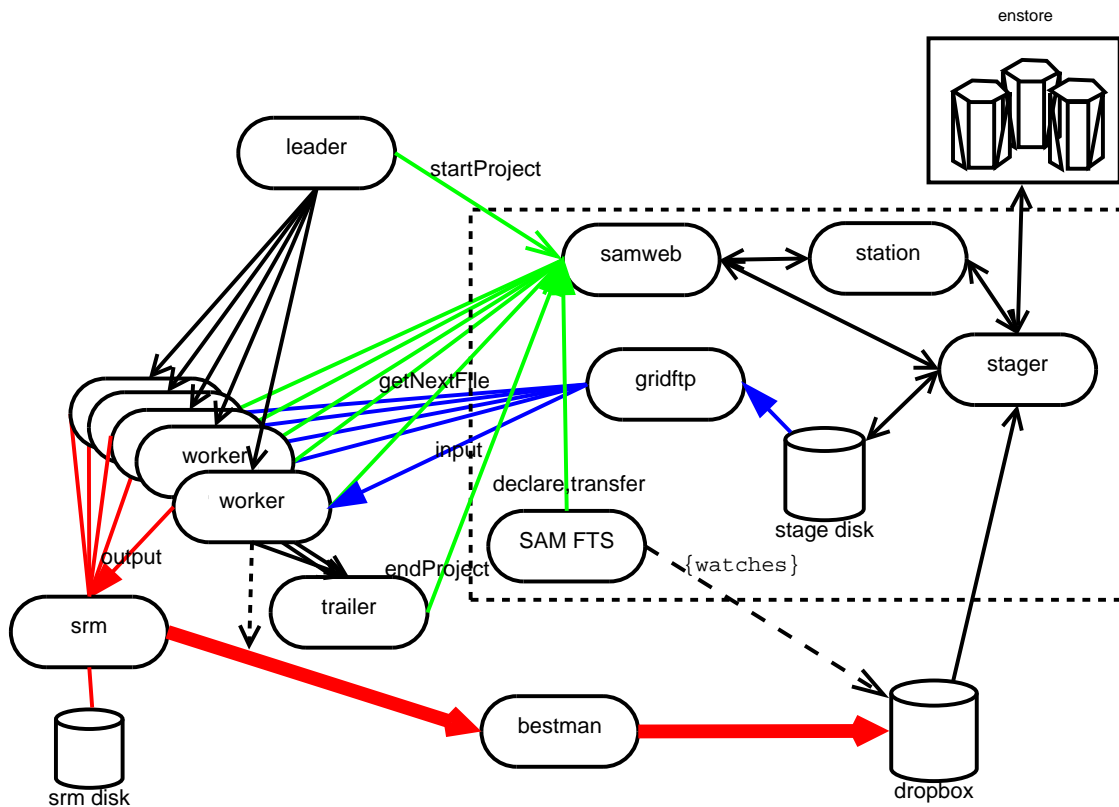 enstore
leader
startProject
samweb
station
stager
gridftp
getNextFile
worker
input
worker
declare,transfer
stage disk
SAM FTS
output
{watches}
endProject
trailer
srm
bestman
srm disk
dropbox